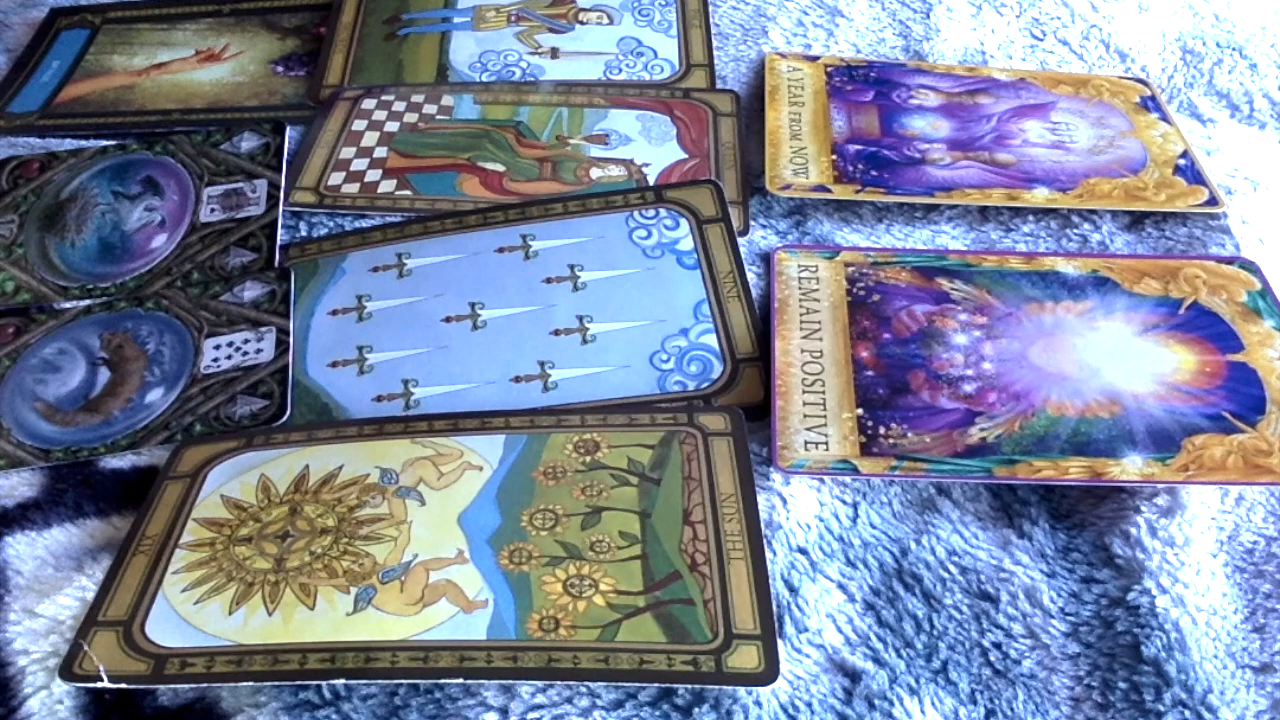 A YEAR FROM NOW
REMAIN POSITIVE
NINE
THE SUN
XIX